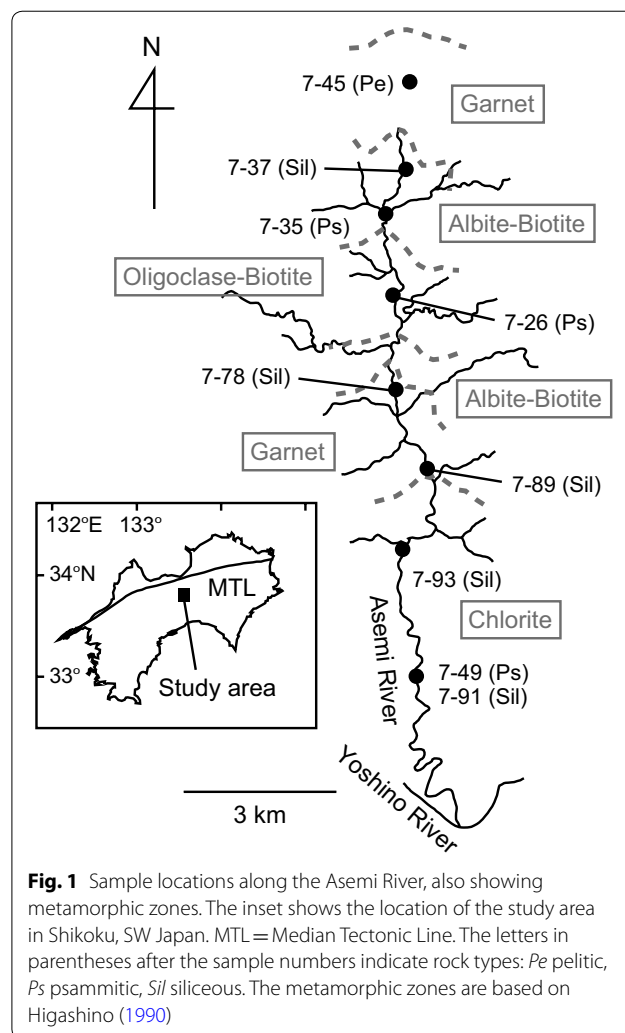 N
7-45 (Pe)
Garnet
7-37 (Sil)
7-35 (Ps)
Albite-Biotite
Oligoclase-Biotite
7-26 (Ps)
7-78 (Sil)
Albite-Biotite
Garnet
7-89 (Sil)
132ºE 133º
34ºN
MTL
33º
Study area
7-93 (Sil)
Chlorite
Asemi River
7-49 (Ps)
7-91 (Sil)
Yoshino River
3 km
Fig. 1 Sample locations along the Asemi River, also showing
metamorphic zones. The inset shows the location of the study area
in Shikoku, SW Japan. MTL = Median Tectonic Line. The letters in
parentheses after the sample numbers indicate rock types: Pe pelitic,
Ps psammitic, Sil siliceous. The metamorphic zones are based on
Higashino (1990)